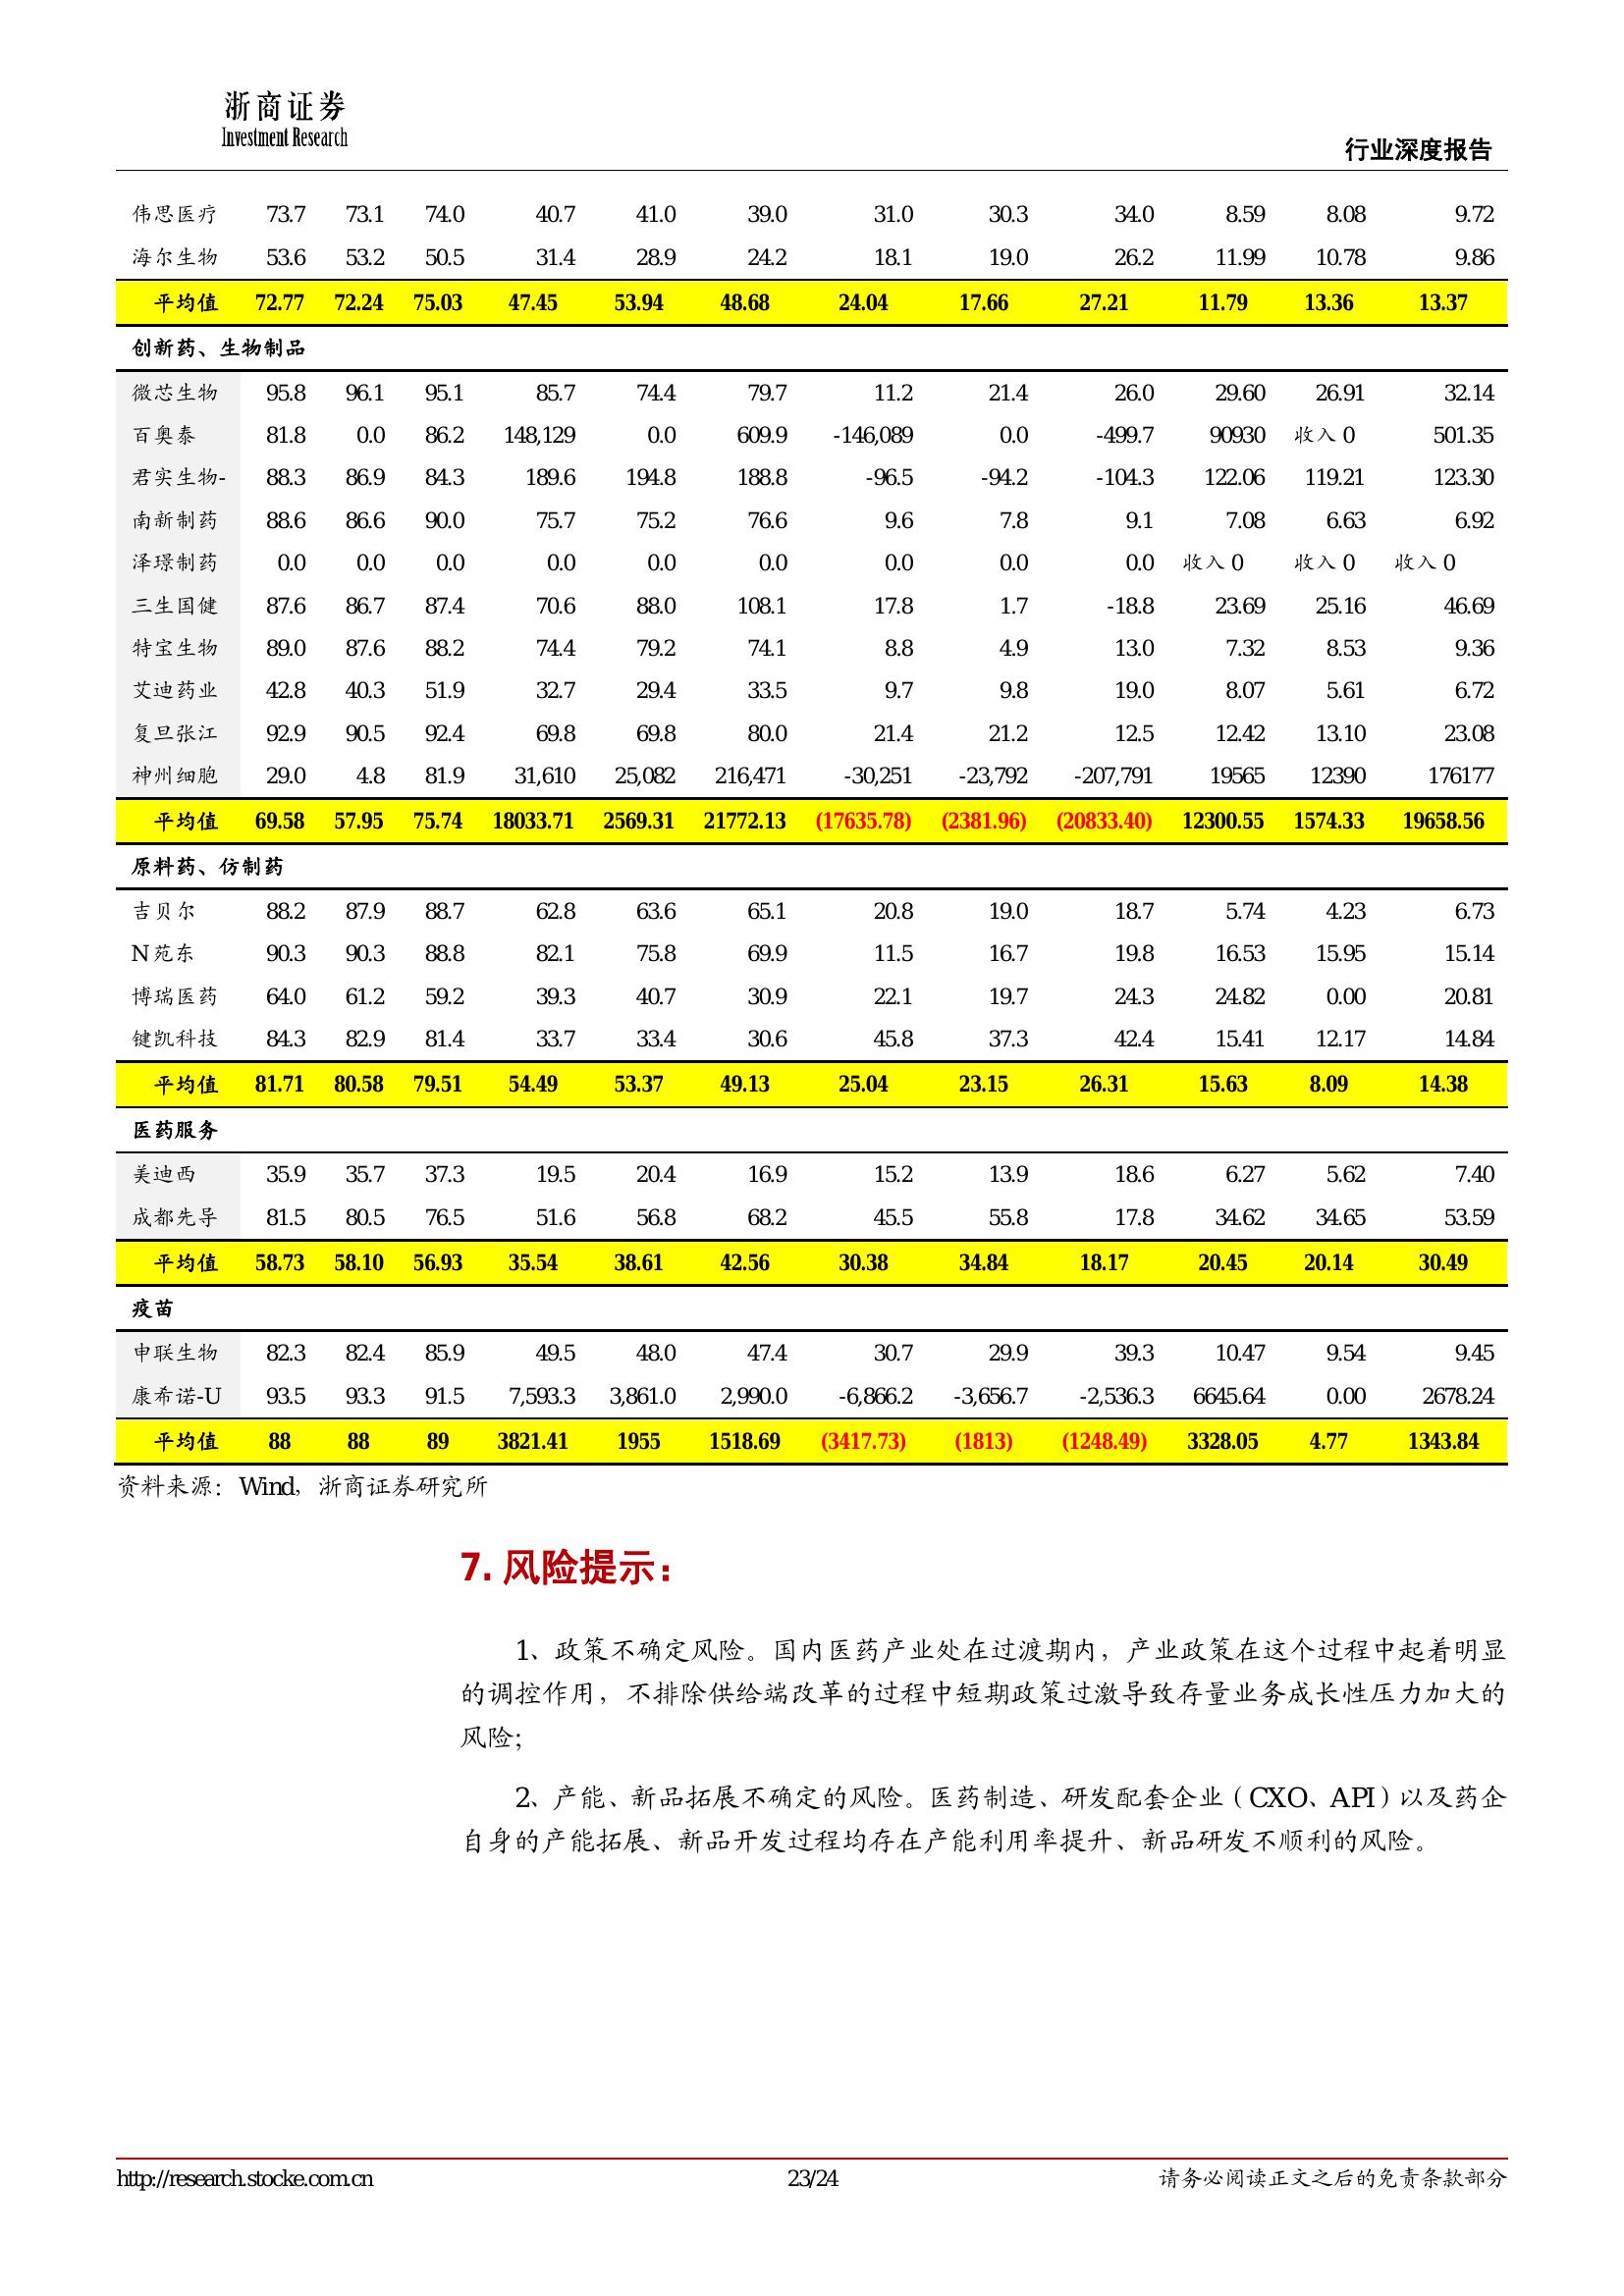 浙商证券
Investment Research
行业深度报告
伟思医疗 73.7 73.1 74.0 40.7 41.0 39.0 31.0 30.3 34.0 8.59 8.08 9.72
海尔生物 53.6 53.2 50.5 31.4 28.9 24.2 18.1 19.0 26.2 11.99 10.78 9.86
平均值 72.77 72.24 75.03 47.45 53.94 48.68 24.04 17.66 27.21 11.79 13.36 13.37
创新药、生物制品
微芯生物 95.8 96.1 95.1 85.7 74.4 79.7 11.2 21.4 26.0 29.60 26.91 32.14
百奥泰 81.8 0.0 86.2 148,129 0.0 609.9 -146,089 0.0 -499.7 90930 收入 0 501.35
君实生物- 88.3 86.9 84.3 189.6 194.8 188.8 -96.5 -94.2 -104.3 122.06 119.21 123.30
南新制药 88.6 86.6 90.0 75.7 75.2 76.6 9.6 7.8 9.1 7.08 6.63 6.92
泽璟制药 0.0 0.0 0.0 0.0 0.0 0.0 0.0 0.0 0.0 收入 0 收入 0 收入 0
三生国健 87.6 86.7 87.4 70.6 88.0 108.1 17.8 1.7 -18.8 23.69 25.16 46.69
特宝生物 89.0 87.6 88.2 74.4 79.2 74.1 8.8 4.9 13.0 7.32 8.53 9.36
艾迪药业 42.8 40.3 51.9 32.7 29.4 33.5 9.7 9.8 19.0 8.07 5.61 6.72
复旦张江 92.9 90.5 92.4 69.8 69.8 80.0 21.4 21.2 12.5 12.42 13.10 23.08
神州细胞 29.0 4.8 81.9 31,610 25,082 216,471 -30,251 -23,792 -207,791 19565 12390 176177
平均值 69.58 57.95 75.74 18033.71 2569.31 21772.13 (17635.78) (2381.96) (20833.40) 12300.55 1574.33 19658.56
原料药、仿制药
吉贝尔 88.2 87.9 88.7 62.8 63.6 65.1 20.8 19.0 18.7 5.74 4.23 6.73
N 苑东 90.3 90.3 88.8 82.1 75.8 69.9 11.5 16.7 19.8 16.53 15.95 15.14
博瑞医药 64.0 61.2 59.2 39.3 40.7 30.9 22.1 19.7 24.3 24.82 0.00 20.81
键凯科技 84.3 82.9 81.4 33.7 33.4 30.6 45.8 37.3 42.4 15.41 12.17 14.84
平均值 81.71 80.58 79.51 54.49 53.37 49.13 25.04 23.15 26.31 15.63 8.09 14.38
医药服务
美迪西 35.9 35.7 37.3 19.5 20.4 16.9 15.2 13.9 18.6 6.27 5.62 7.40
成都先导 81.5 80.5 76.5 51.6 56.8 68.2 45.5 55.8 17.8 34.62 34.65 53.59
平均值 58.73 58.10 56.93 35.54 38.61 42.56 30.38 34.84 18.17 20.45 20.14 30.49
疫苗
申联生物 82.3 82.4 85.9 49.5 48.0 47.4 30.7 29.9 39.3 10.47 9.54 9.45
康希诺-U 93.5 93.3 91.5 7,593.3 3,861.0 2,990.0 -6,866.2 -3,656.7 -2,536.3 6645.64 0.00 2678.24
平均值 88 88 89 3821.41 1955 1518.69 (3417.73) (1813) (1248.49) 3328.05 4.77 1343.84
资料来源：Wind，浙商证券研究所
7. 风险提示：
1、政策不确定风险。国内医药产业处在过渡期内，产业政策在这个过程中起着明显
的调控作用，不排除供给端改革的过程中短期政策过激导致存量业务成长性压力加大的
风险；
2、产能、新品拓展不确定的风险。医药制造、研发配套企业（CXO、API）以及药企
自身的产能拓展、新品开发过程均存在产能利用率提升、新品研发不顺利的风险。
http://research.stocke.com.cn 23/24 请务必阅读正文之后的免责条款部分